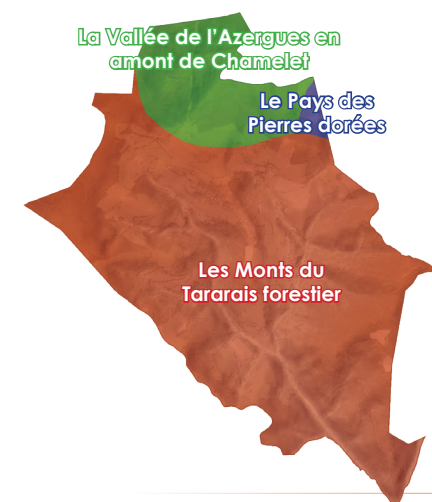 La Vallée de l'Azergues en
amont de Chamelet
Le Pays des
Pierres dorées
Les Monts du
Tararais forestier